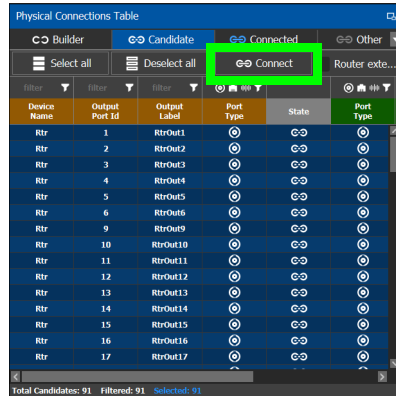 Physical Connections Table
Builder Candidate Connected Other
Select all Deselect all Connect Router exte...
filter filter filter
Device Name Output Port Id Output Label Port Type State Port Type
Rtr 1 RtrOut1
Rtr 2 RtrOut2
Rtr 3 RtrOut3
Rtr 4 RtrOut4
Rtr 5 RtrOut5
Rtr 6 RtrOut6
Rtr 9 RtrOut9
Rtr 10 RtrOut10
Rtr 11 RtrOut11
Rtr 12 RtrOut12
Rtr 13 RtrOut13
Rtr 14 RtrOut14
Rtr 15 RtrOut15
Rtr 16 RtrOut16
Rtr 17 RtrOut17
Total Candidates: 91 Filtered: 91 Selected: 91